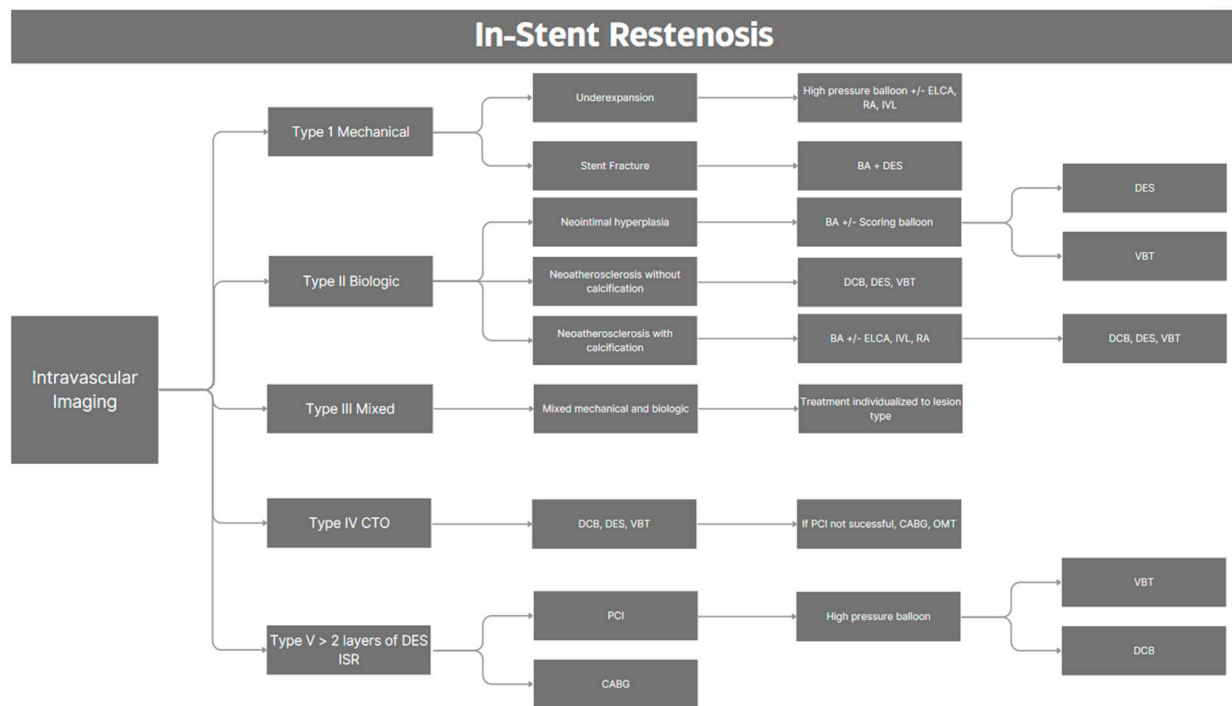 In-Stent Restenosis
Intravascular
Imaging
Type 1 Mechanical
Underexpansion
High pressure balloon +/- ELCA,
RA, IVL
Stent Fracture
BA + DES
Type II Biologic
Neointimal hyperplasia
BA +/- Scoring balloon
DES
VBT
Neoatherosclerosis without
calcification
DCB, DES, VBT
Neoatherosclerosis with
calcification
BA +/- ELCA, IVL, RA
DCB, DES, VBT
Type III Mixed
Mixed mechanical and biologic
Treatment individualized to lesion
type
Type IV CTO
DCB, DES, VBT
If PCI not sucessful, CABG, OMT
Type V > 2 layers of DES
ISR
PCI
High pressure balloon
VBT
DCB
CABG